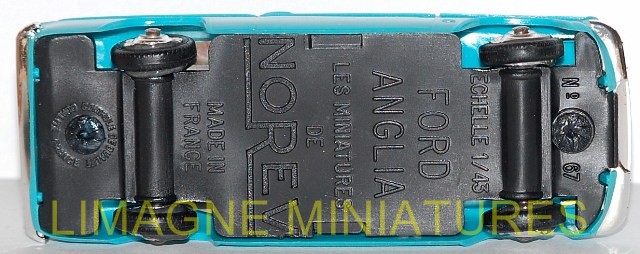 FORD
ANGLIA
LES MINIATURES
DE
NOREV
MADE IN
FRANCE
ECHELLE 1/43
No 67
LIMAGNE MINIATURES